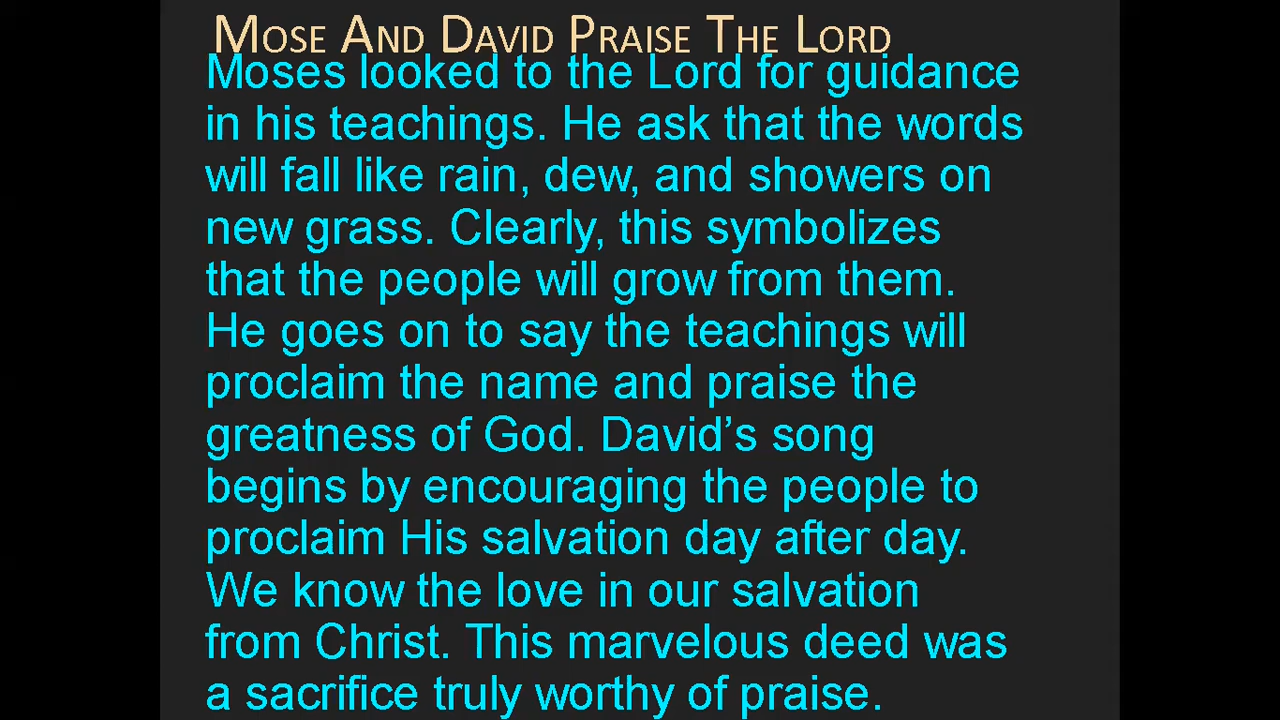 Mose And David Praise The Lord
Moses looked to the Lord for guidance
in his teachings. He ask that the words
will fall like rain, dew, and showers on
new grass. Clearly, this symbolizes
that the people will grow from them.
He goes on to say the teachings will
proclaim the name and praise the
greatness of God. David’s song
begins by encouraging the people to
proclaim His salvation day after day.
We know the love in our salvation
from Christ. This marvelous deed was
a sacrifice truly worthy of praise.